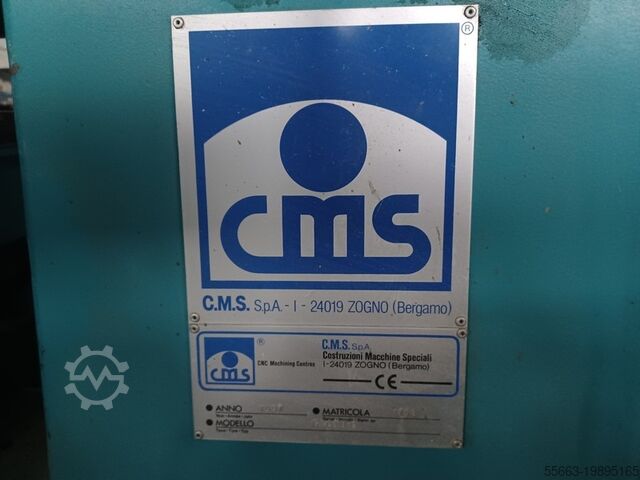 ®
cms
C.M.S. S.p.A. - I - 24019 ZOGNO (Bergamo)
®
cms
CNC Machining Centres
C.M.S. S.p.A.
Costruzioni Macchine Speciali
I-24019 ZOGNO (Bergamo)
CE
ANNO
MATRICOLA
MODELLO
55663-19895165